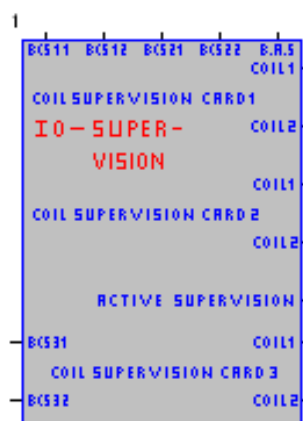 1
BCS11 BCS12 BCS21 BCS22 B.A.S
COIL1
COIL SUPERVISION CARD1
IO-SUPER-
COIL2
VISION
COIL1
COIL SUPERVISION CARD2
COIL2
ACTIVE SUPERVISION
BCS31 COIL1
COIL SUPERVISION CARD3
BCS32 COIL2